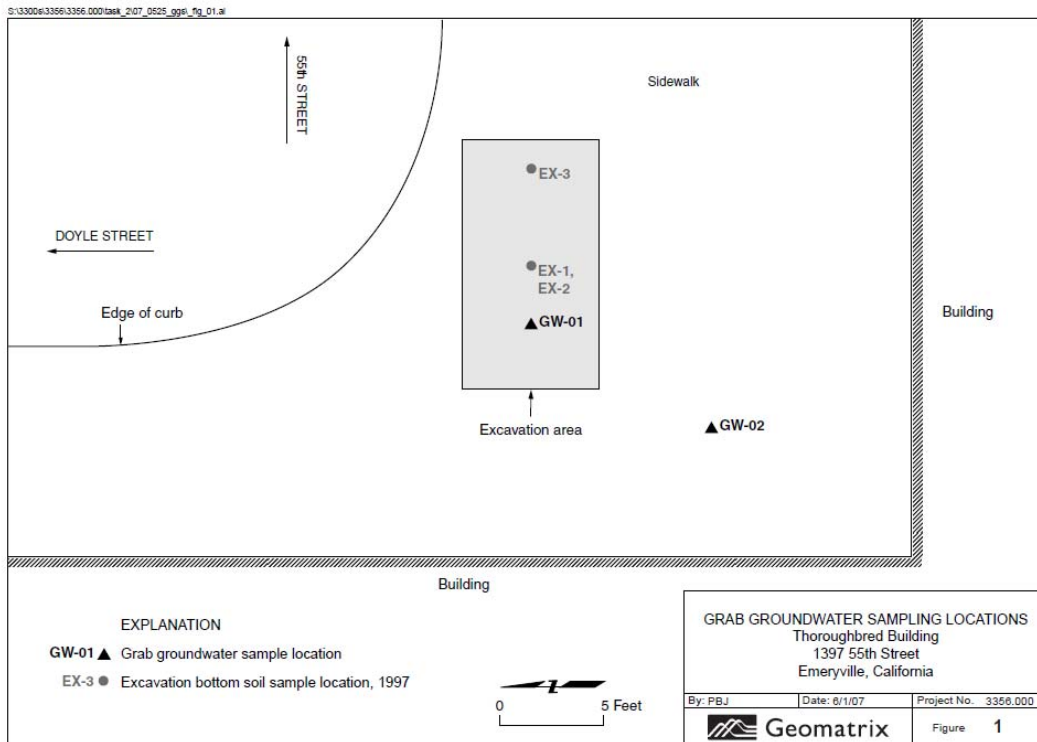 S:\3300s\3356\3356.000\task_2\07_0525_ggs\_fig_01.ai
55th STREET
Sidewalk
EX-3
DOYLE STREET
EX-1,
EX-2
Edge of curb
GW-01
Building
Excavation area
GW-02
Building
EXPLANATION
GW-01 Grab groundwater sample location
EX-3 Excavation bottom soil sample location, 1997
Z
0 5 Feet
GRAB GROUNDWATER SAMPLING LOCATIONS
Thoroughbred Building
1397 55th Street
Emeryville, California
By: PBJ Date: 6/1/07 Project No. 3356.000
Geomatrix Figure 1